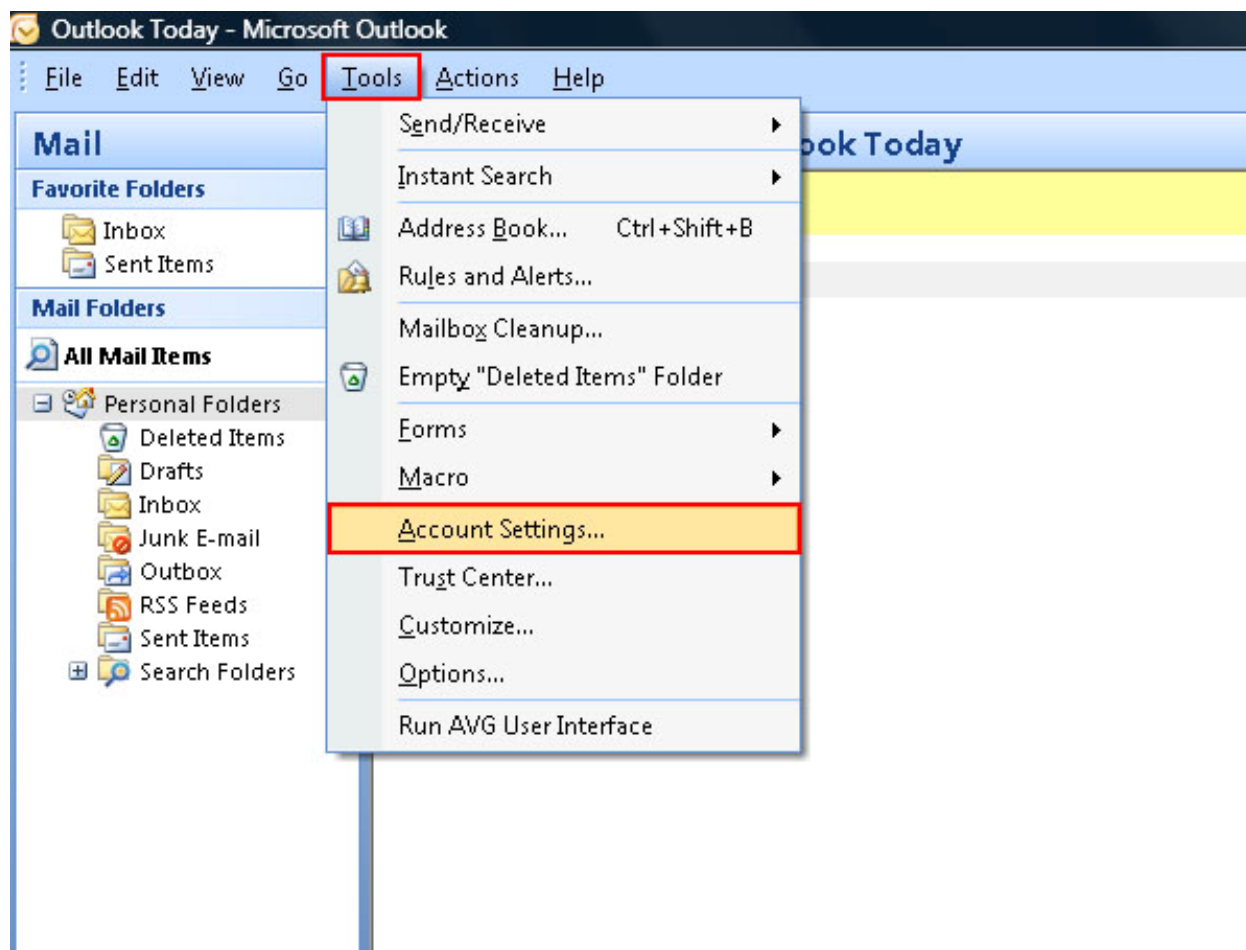 Outlook Today - Microsoft Outlook
File Edit View Go Tools Actions Help
Mail
Favorite Folders
Inbox
Sent Items
Mail Folders
All Mail Items
Personal Folders
Deleted Items
Drafts
Inbox
Junk E-mail
Outbox
RSS Feeds
Sent Items
Search Folders
Send/Receive
Instant Search
Address Book... Ctrl+Shift+B
Rules and Alerts...
Mailbox Cleanup...
Empty "Deleted Items" Folder
Forms
Macro
Account Settings...
Trust Center...
Customize...
Options...
Run AVG User Interface
ook Today